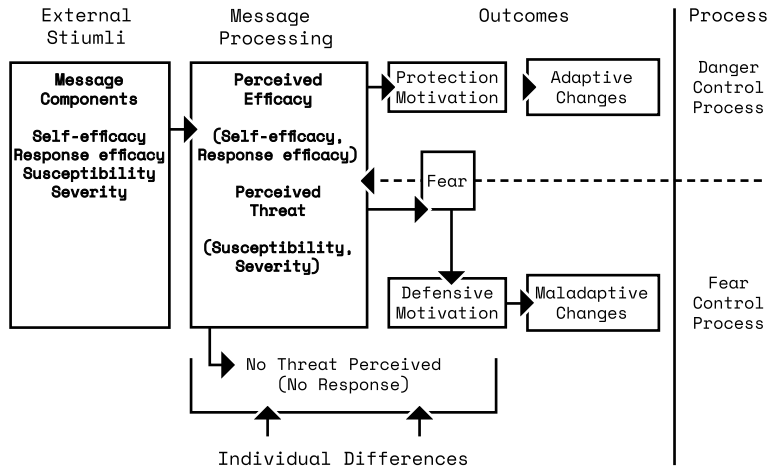 External
Stiumli
Message
Processing
Outcomes
Process
Message
Components
Self-efficacy
Response efficacy
Susceptibility
Severity
Perceived
Efficacy
(Self-efficacy,
Response efficacy)
Perceived
Threat
(Susceptibility,
Severity)
Protection
Motivation
Adaptive
Changes
Danger
Control
Process
Fear
Defensive
Motivation
Maladaptive
Changes
Fear
Control
Process
No Threat Perceived
(No Response)
Individual Differences